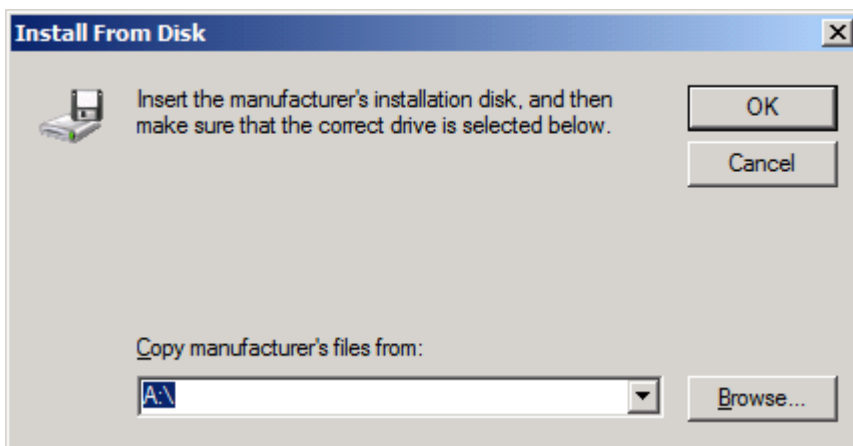 Install From Disk
Insert the manufacturer's installation disk, and then
make sure that the correct drive is selected below.
OK
Cancel
Copy manufacturer's files from:
A:\
Browse...